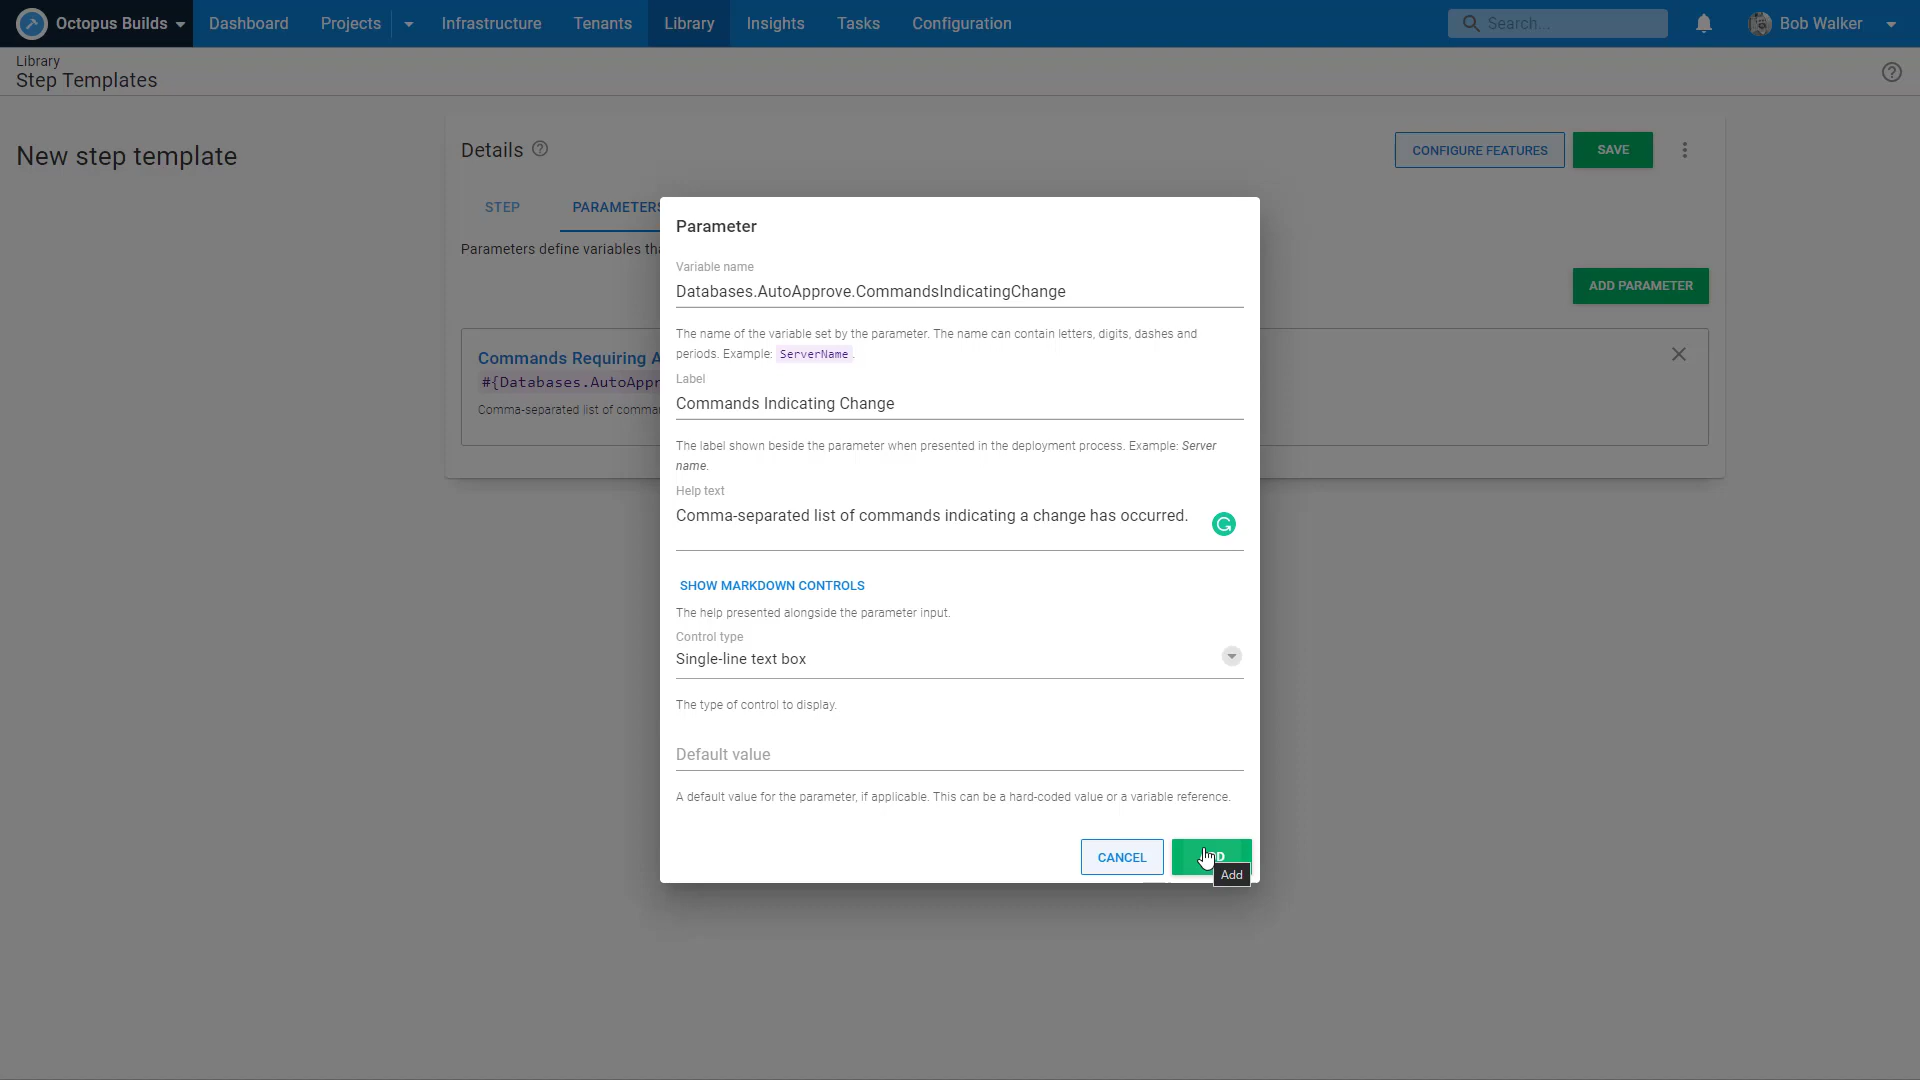 Octopus Builds
Dashboard
Projects
Infrastructure
Tenants
Library
Insights
Tasks
Configuration
Search...
Bob Walker
Library
Step Templates
New step template
Details
CONFIGURE FEATURES
SAVE
STEP
PARAMETERS
Parameters define variables
ADD PARAMETER
Commands Requiring
#{Databases.AutoAppr
Comma-separated list of
Parameter
Variable name
Databases.AutoApprove.CommandsIndicatingChange
The name of the variable set by the parameter. The name can contain letters, digits, dashes and
periods. Example: ServerName.
Label
Commands Indicating Change
The label shown beside the parameter when presented in the deployment process. Example: Server
name.
Help text
Comma-separated list of commands indicating a change has occurred.
SHOW MARKDOWN CONTROLS
The help presented alongside the parameter input.
Control type
Single-line text box
The type of control to display.
Default value
A default value for the parameter, if applicable. This can be a hard-coded value or a variable reference.
CANCEL
Add